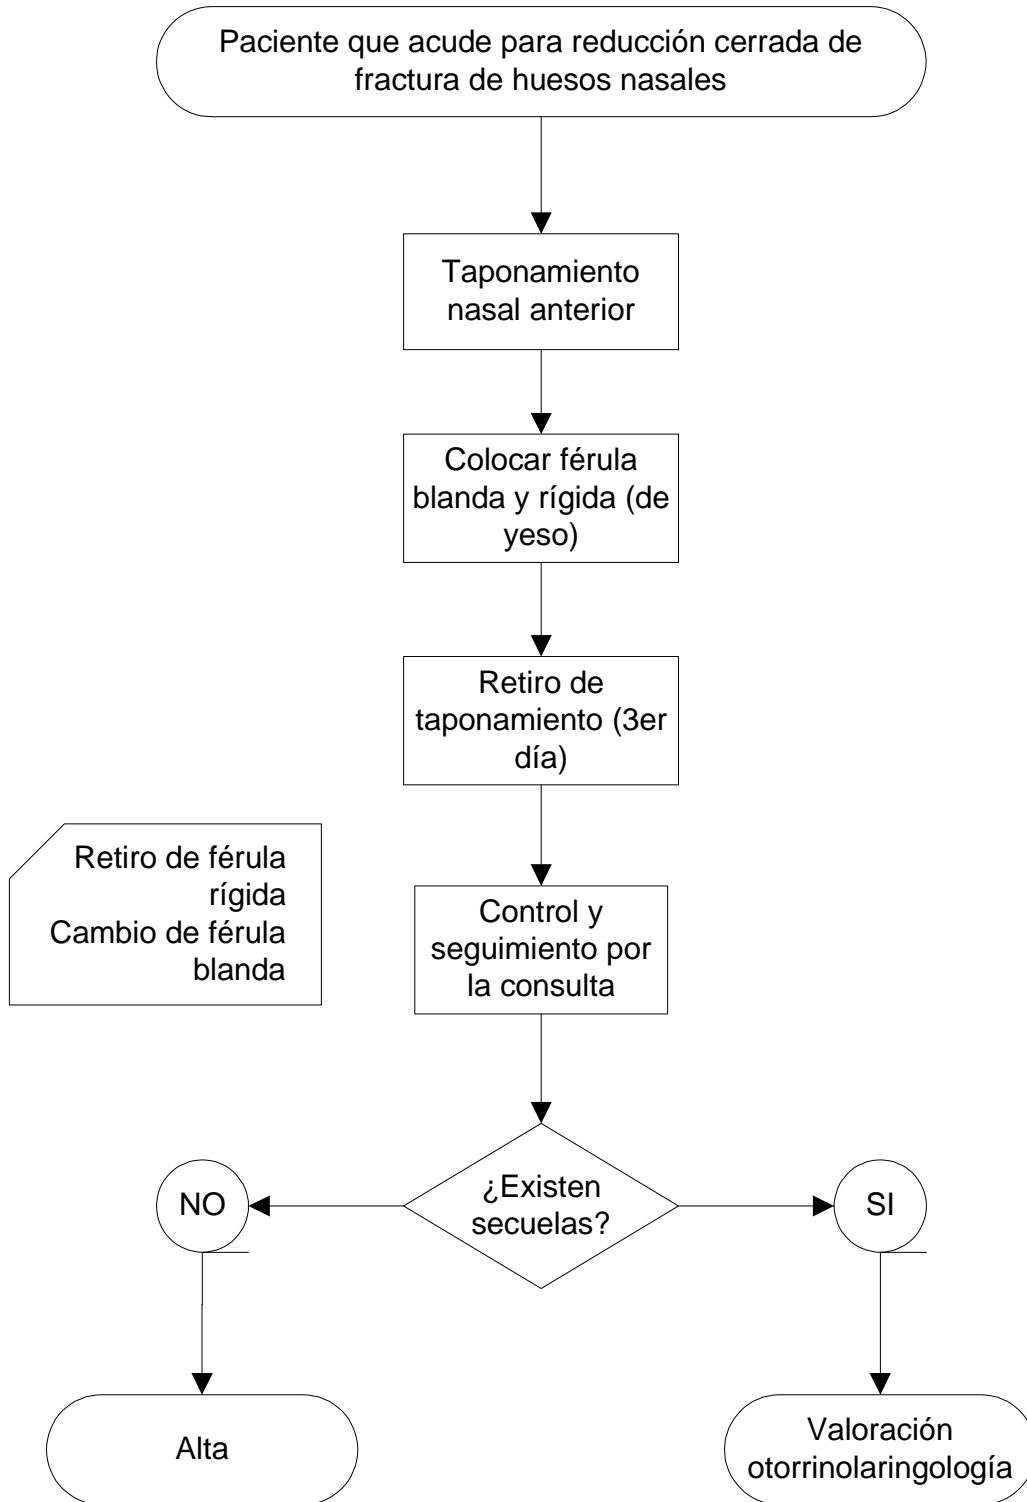 Paciente que acude para reducción cerrada de
fractura de huesos nasales
Taponamiento
nasal anterior
Colocar férula
blanda y rígida (de
yeso)
Retiro de
taponamiento (3er
día)
Retiro de férula
rígida
Cambio de férula
blanda
Control y
seguimiento por
la consulta
¿Existen
secuelas?
NO
SI
Alta
Valoración
otorrinolaringología